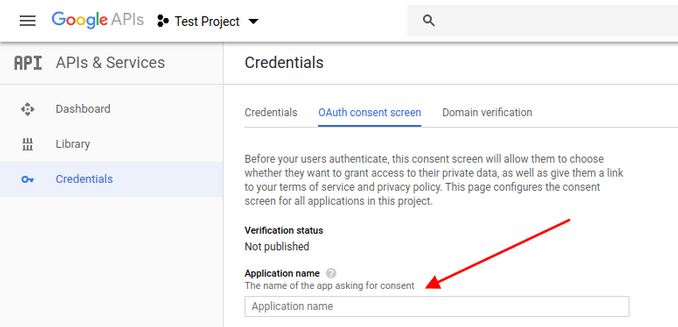 Google APIs
Test Project
API APIs & Services
Credentials
Dashboard
Library
Credentials
Credentials OAuth consent screen Domain verification
Before your users authenticate, this consent screen will allow them to choose
whether they want to grant access to their private data, as well as give them a link
to your terms of service and privacy policy. This page configures the consent
screen for all applications in this project.
Verification status
Not published
Application name ?
The name of the app asking for consent
Application name